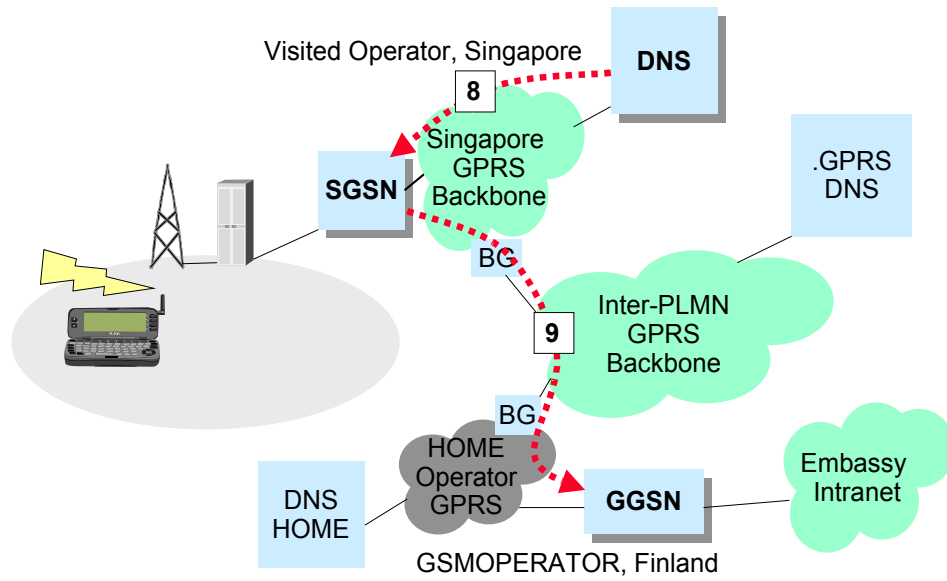 Visited Operator, Singapore
DNS
8
Singapore
GPRS
Backbone
.GPRS
DNS
SGSN
BG
Inter-PLMN
GPRS
Backbone
9
BG
HOME
Operator
GPRS
Embassy
Intranet
DNS
HOME
GGSN
GSMOPERATOR, Finland